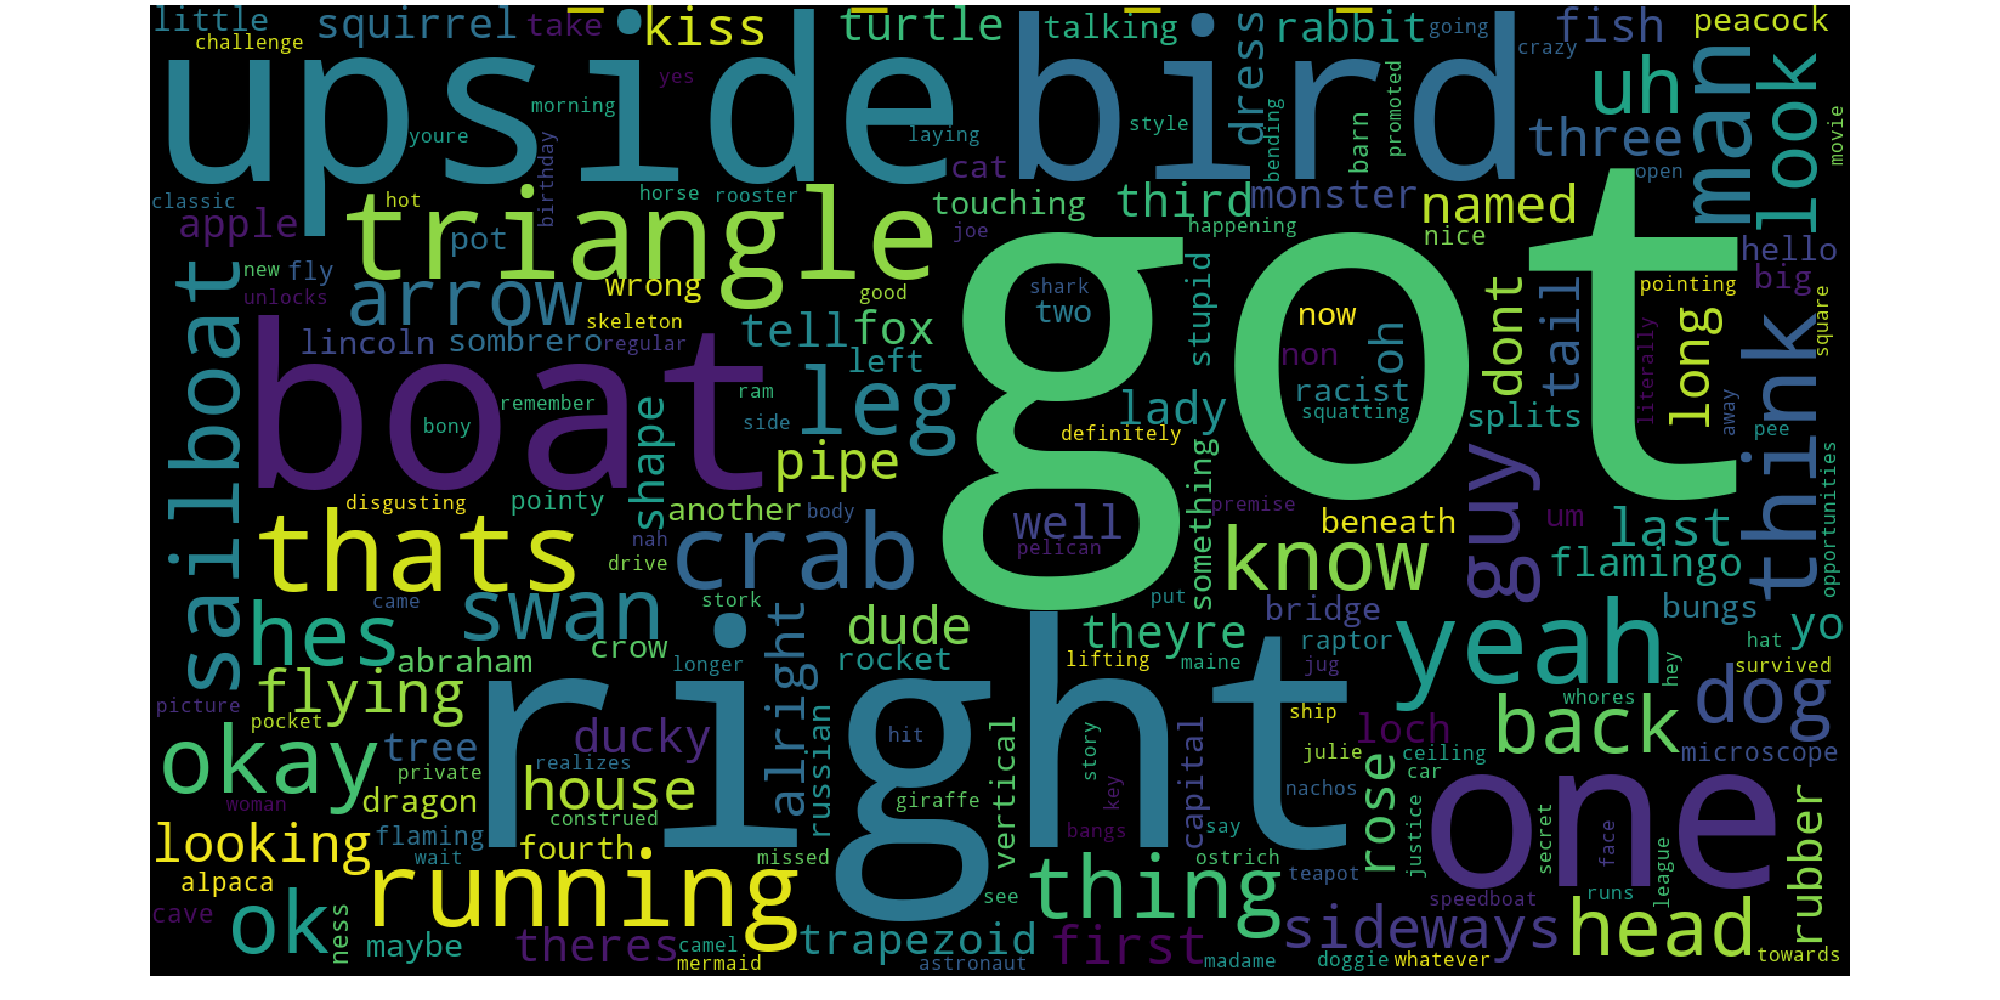 little
squirrel
take
kiss
turtle
talking
rabbit
going
fish
peacock
challenge
crazy
upside
bird
dress
uh
man
look
yes
morning
youre
laying
style
bending
barn
promoted
three
movie
birthday
cat
open
classic
hot
horse
rooster
touching
third
monster
named
apple
triangle
pot
joe
happening
nice
hello
new
fly
arrow
wrong
good
got
shark
two
now
dont
tail
pointing
big
unlocks
long
square
sailboat
lincoln
sombrero
skeleton
regular
tell
fox
left
stupid
non
oh
literally
think
boat
remember
bony
shape
ram
side
leg
lady
racist
squatting
splits
away
pee
definitely
pipe
something
guy
opportunities
disgusting
pointy
another
body
well
premise
beneath
um
last
thats
nah
drive
crab
pelican
know
flamingo
came
stork
put
bridge
bungs
yo
hes
swan
alright
dude
theyre
raptor
yeah
hat
abraham
crow
longer
rocket
lifting
maine
jug
hey
survived
flying
picture
pocket
right
ship
whores
dog
ducky
russian
hit
vertical
story
capital
loch
back
okay
tree
realizes
julie
ceiling
microscope
private
car
woman
dragon
house
giraffe
key
nachos
rose
one
construed
flaming
bangs
say
justice
secret
face
rubber
looking
wait
fourth
missed
ostrich
alpaca
running
see
thing
teapot
league
cave
ok
ness
speedboat
runs
maybe
theres
camel
trapezoid
first
sideways
head
mermaid
astronaut
madame
doggie
whatever
towards